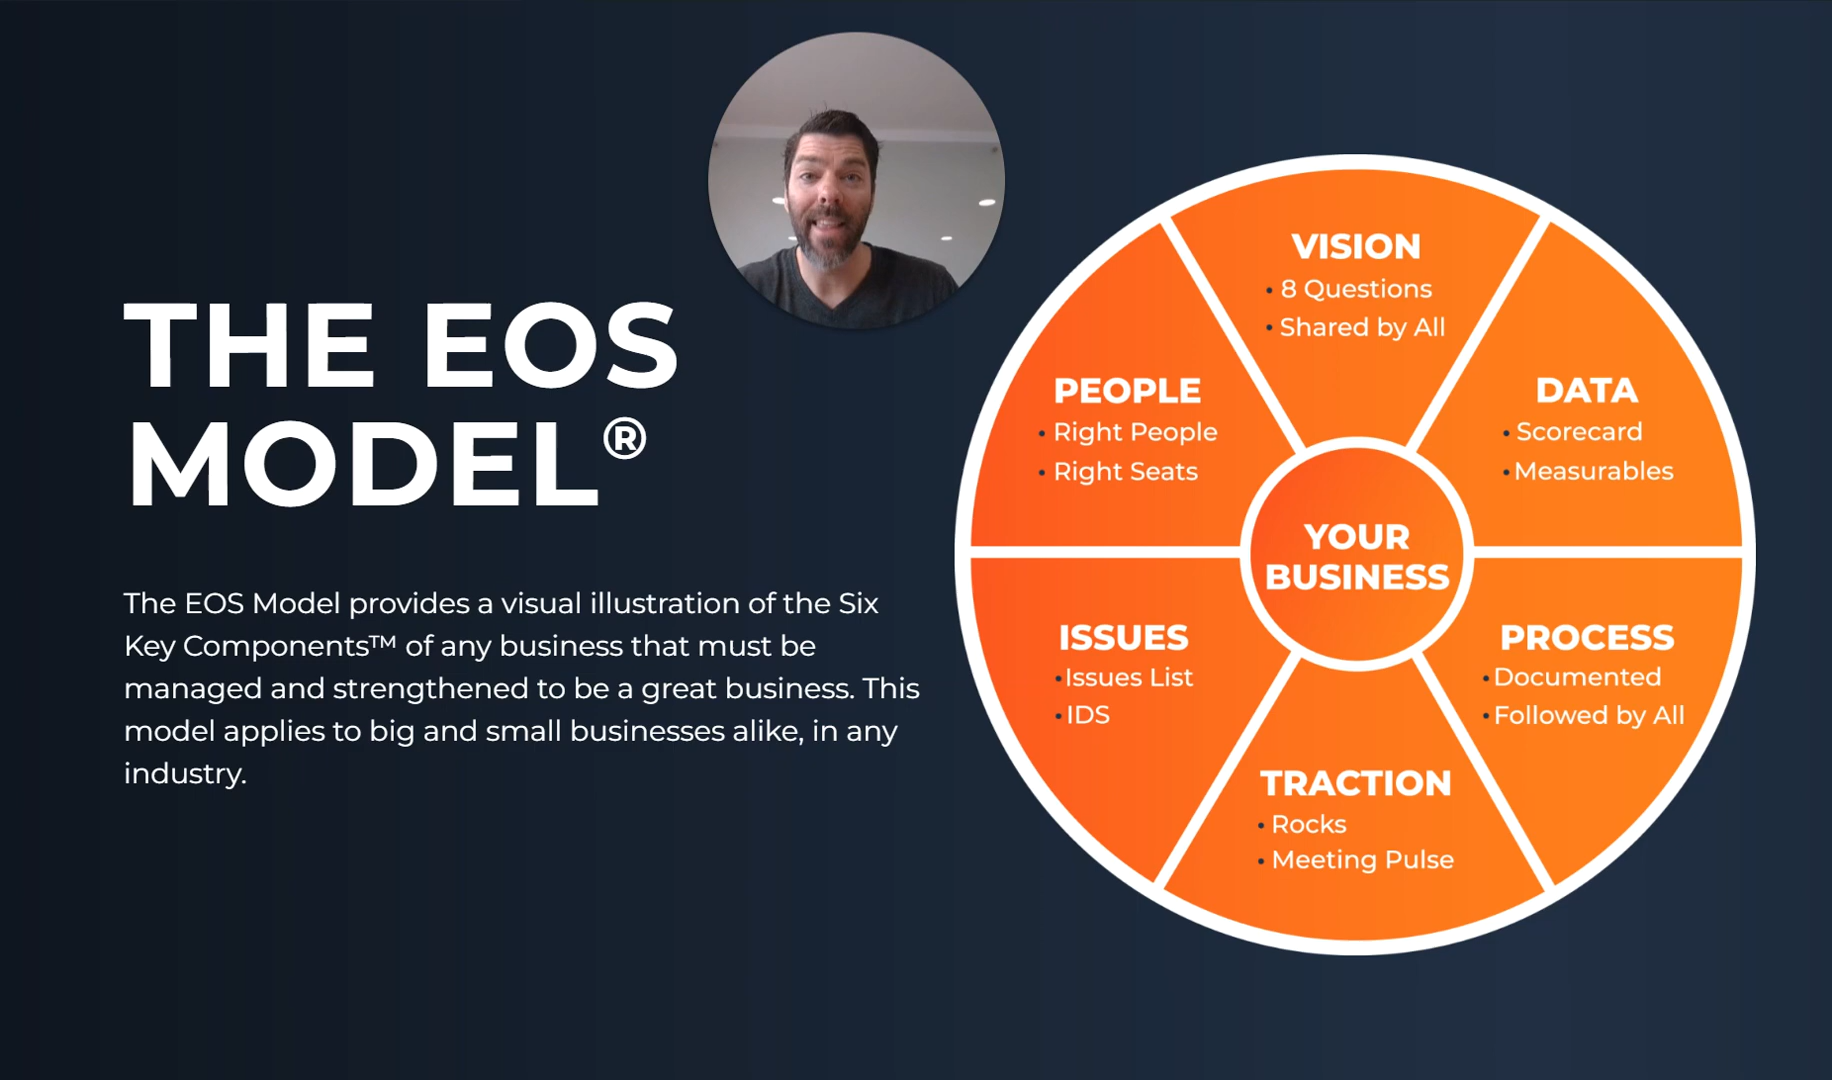 THE EOS
MODEL®
The EOS Model provides a visual illustration of the Six
Key Components™ of any business that must be
managed and strengthened to be a great business. This
model applies to big and small businesses alike, in any
industry.
VISION
• 8 Questions
• Shared by All
PEOPLE
• Right People
• Right Seats
DATA
• Scorecard
• Measurables
YOUR
BUSINESS
ISSUES
• Issues List
• IDS
PROCESS
• Documented
• Followed by All
TRACTION
• Rocks
• Meeting Pulse